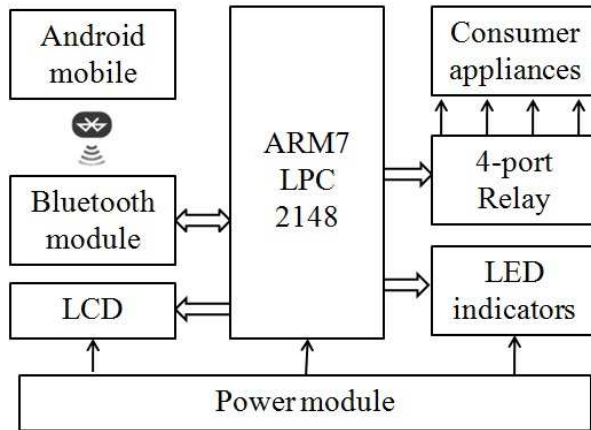 Android
mobile
Bluetooth
module
LCD
ARM7
LPC
2148
Consumer
appliances
4-port
Relay
LED
indicators
Power module